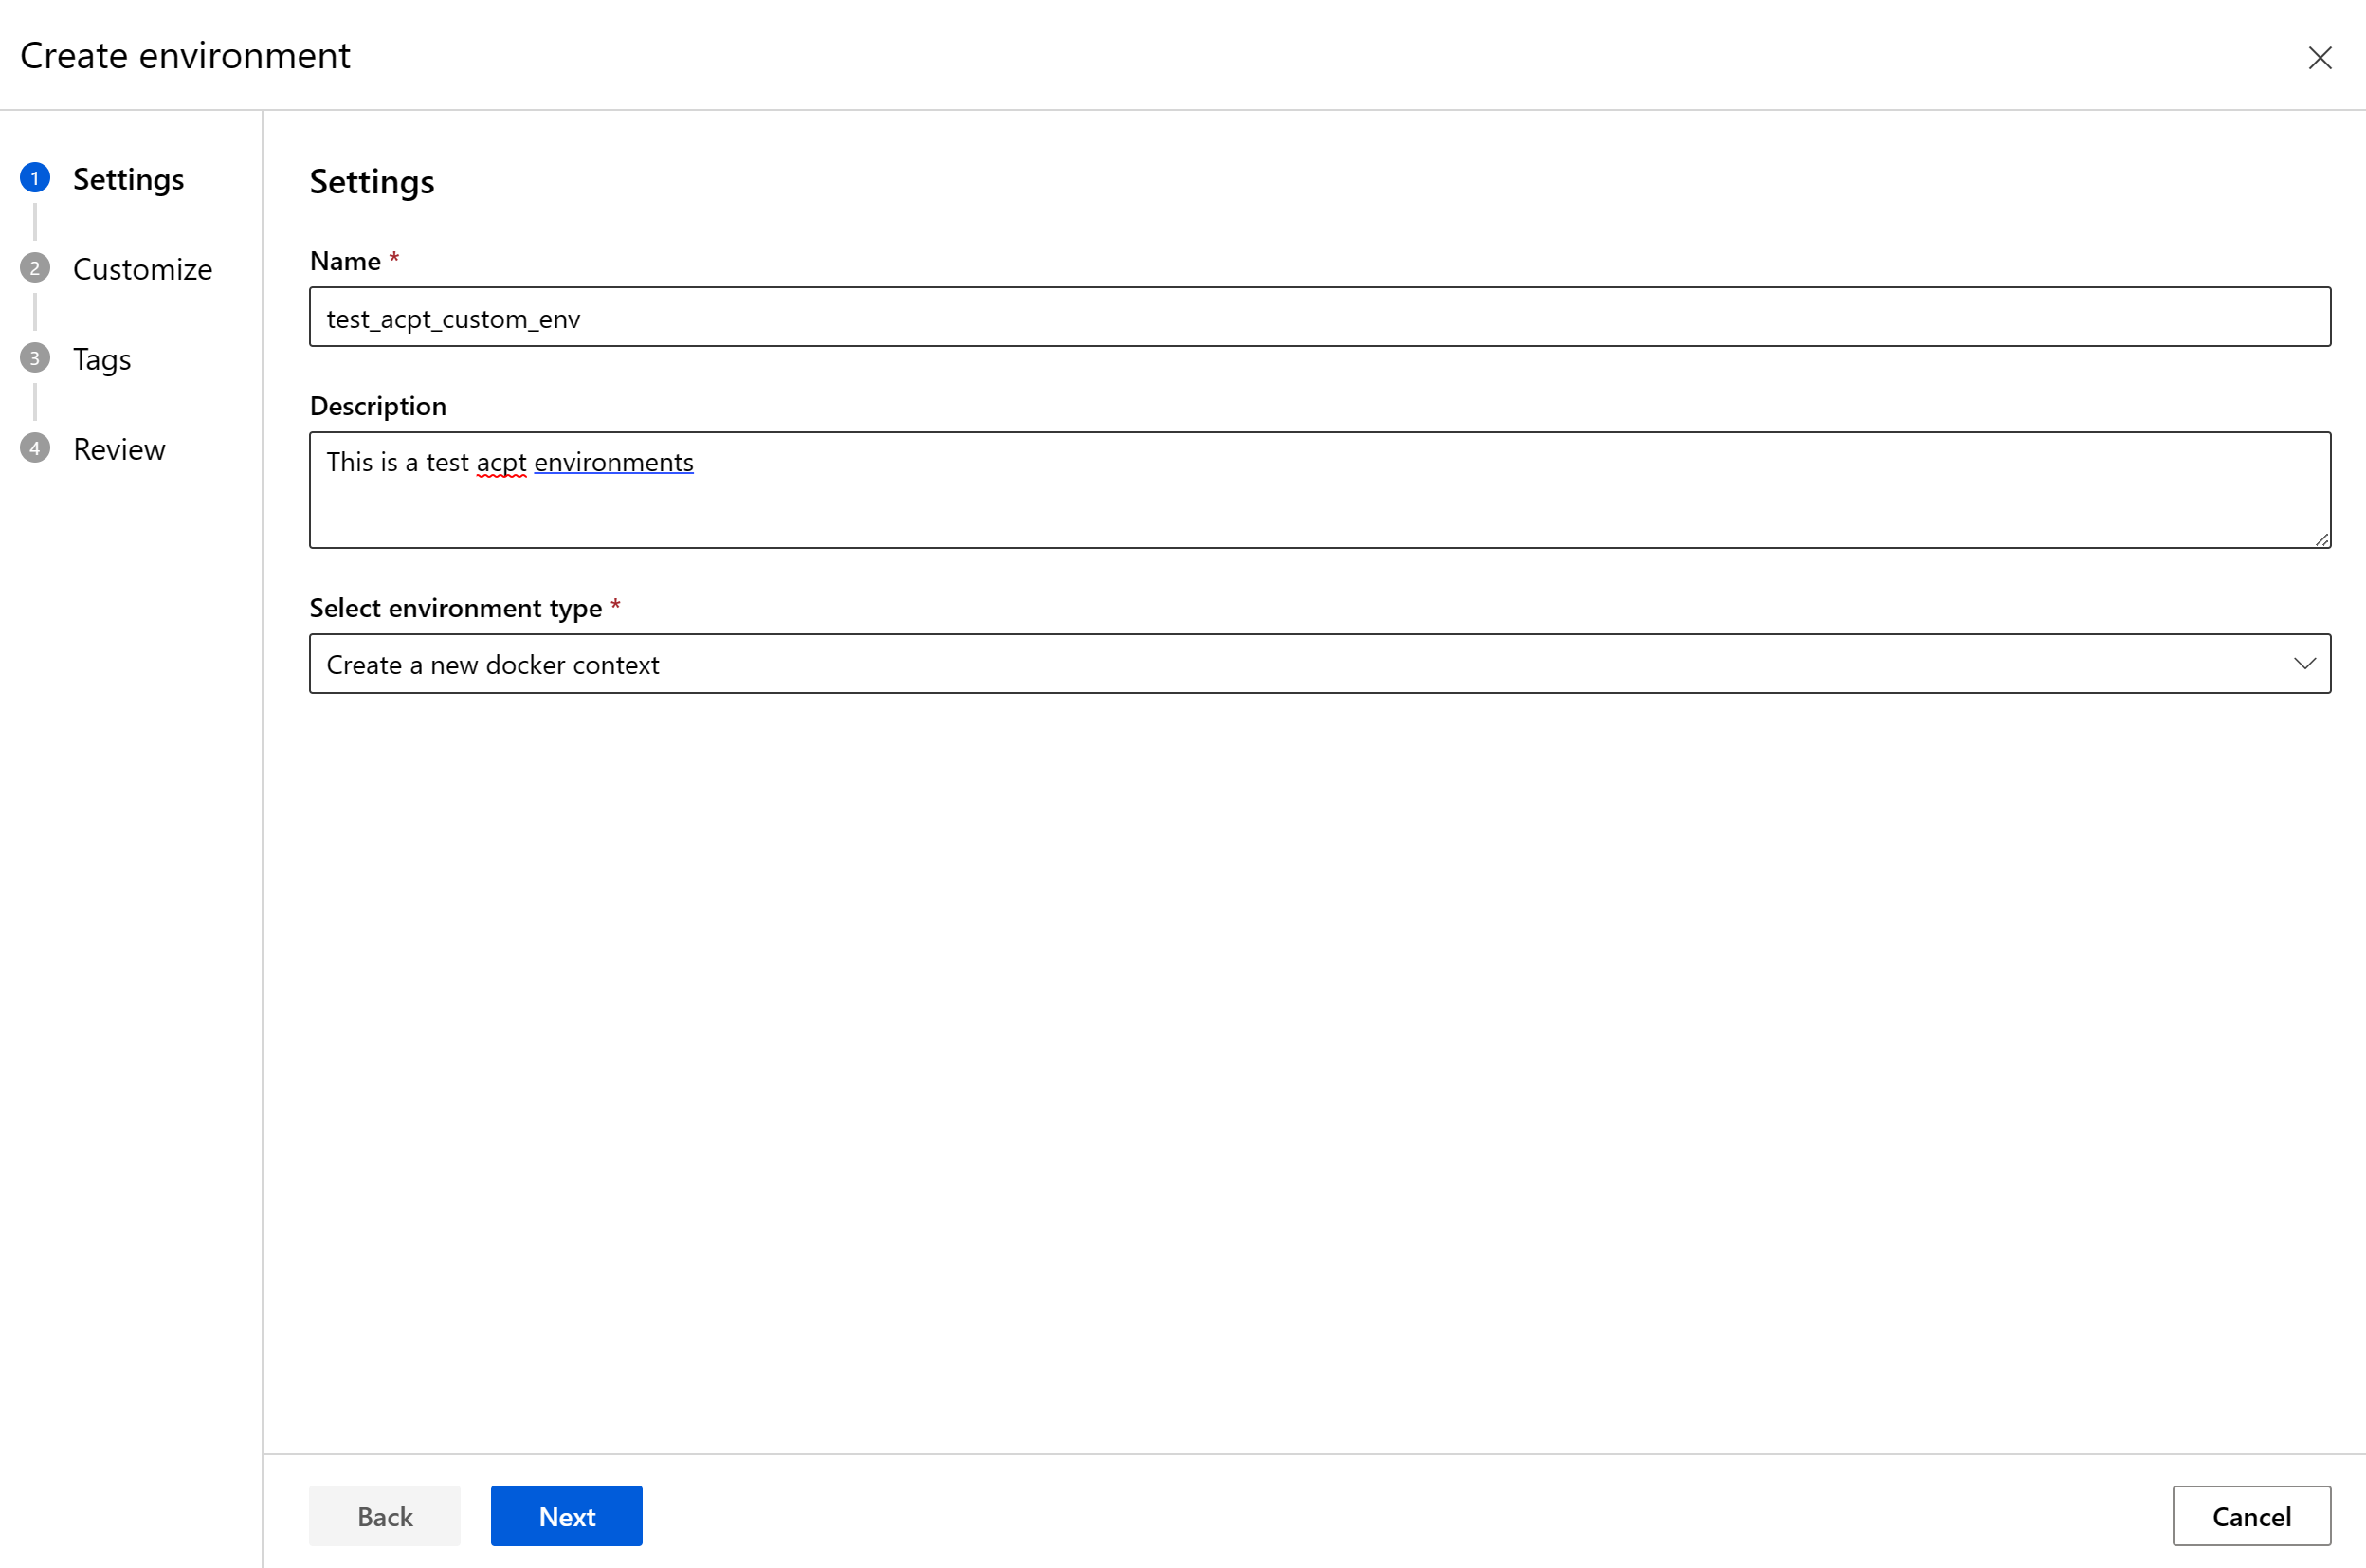 Create environment
1 Settings
2 Customize
3 Tags
4 Review
Settings
Name *
test_acpt_custom_env
Description
This is a test acpt environments
Select environment type *
Create a new docker context
Back Next Cancel